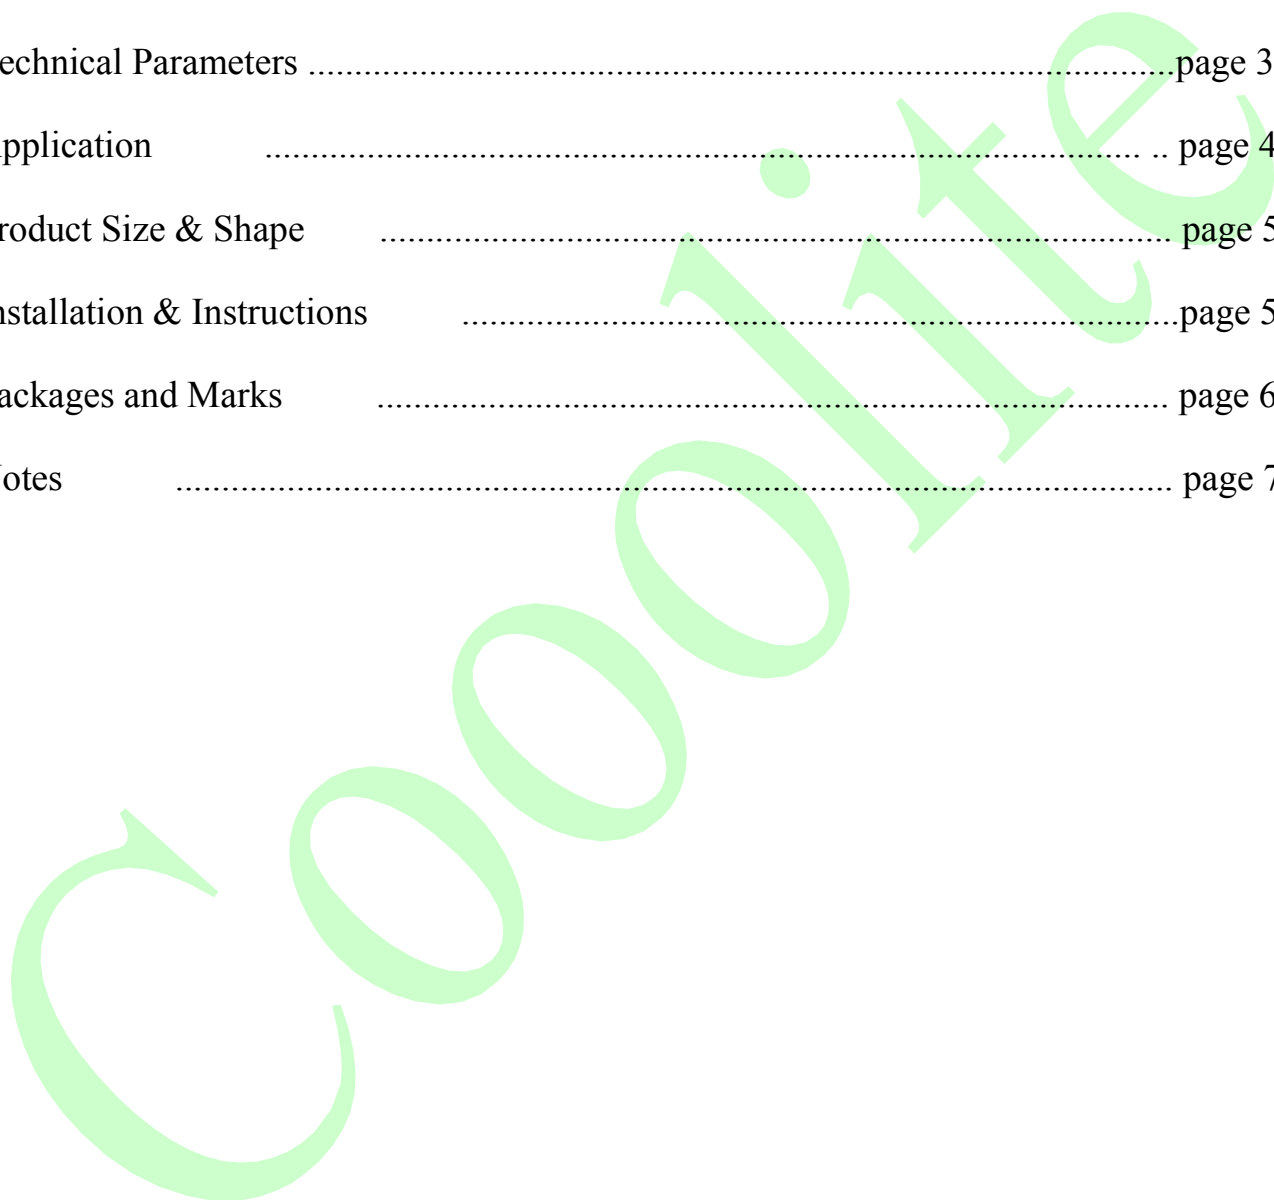 echnical Parameters ........................................................................................................page 3
pplication .......................................................................................................... .. page 4
roduct Size & Shape ................................................................................................ page 5
nstallation & Instructions .......................................................................................page 5
ackages and Marks ................................................................................................ page 6
otes ......................................................................................................................... page 7
Cooolite